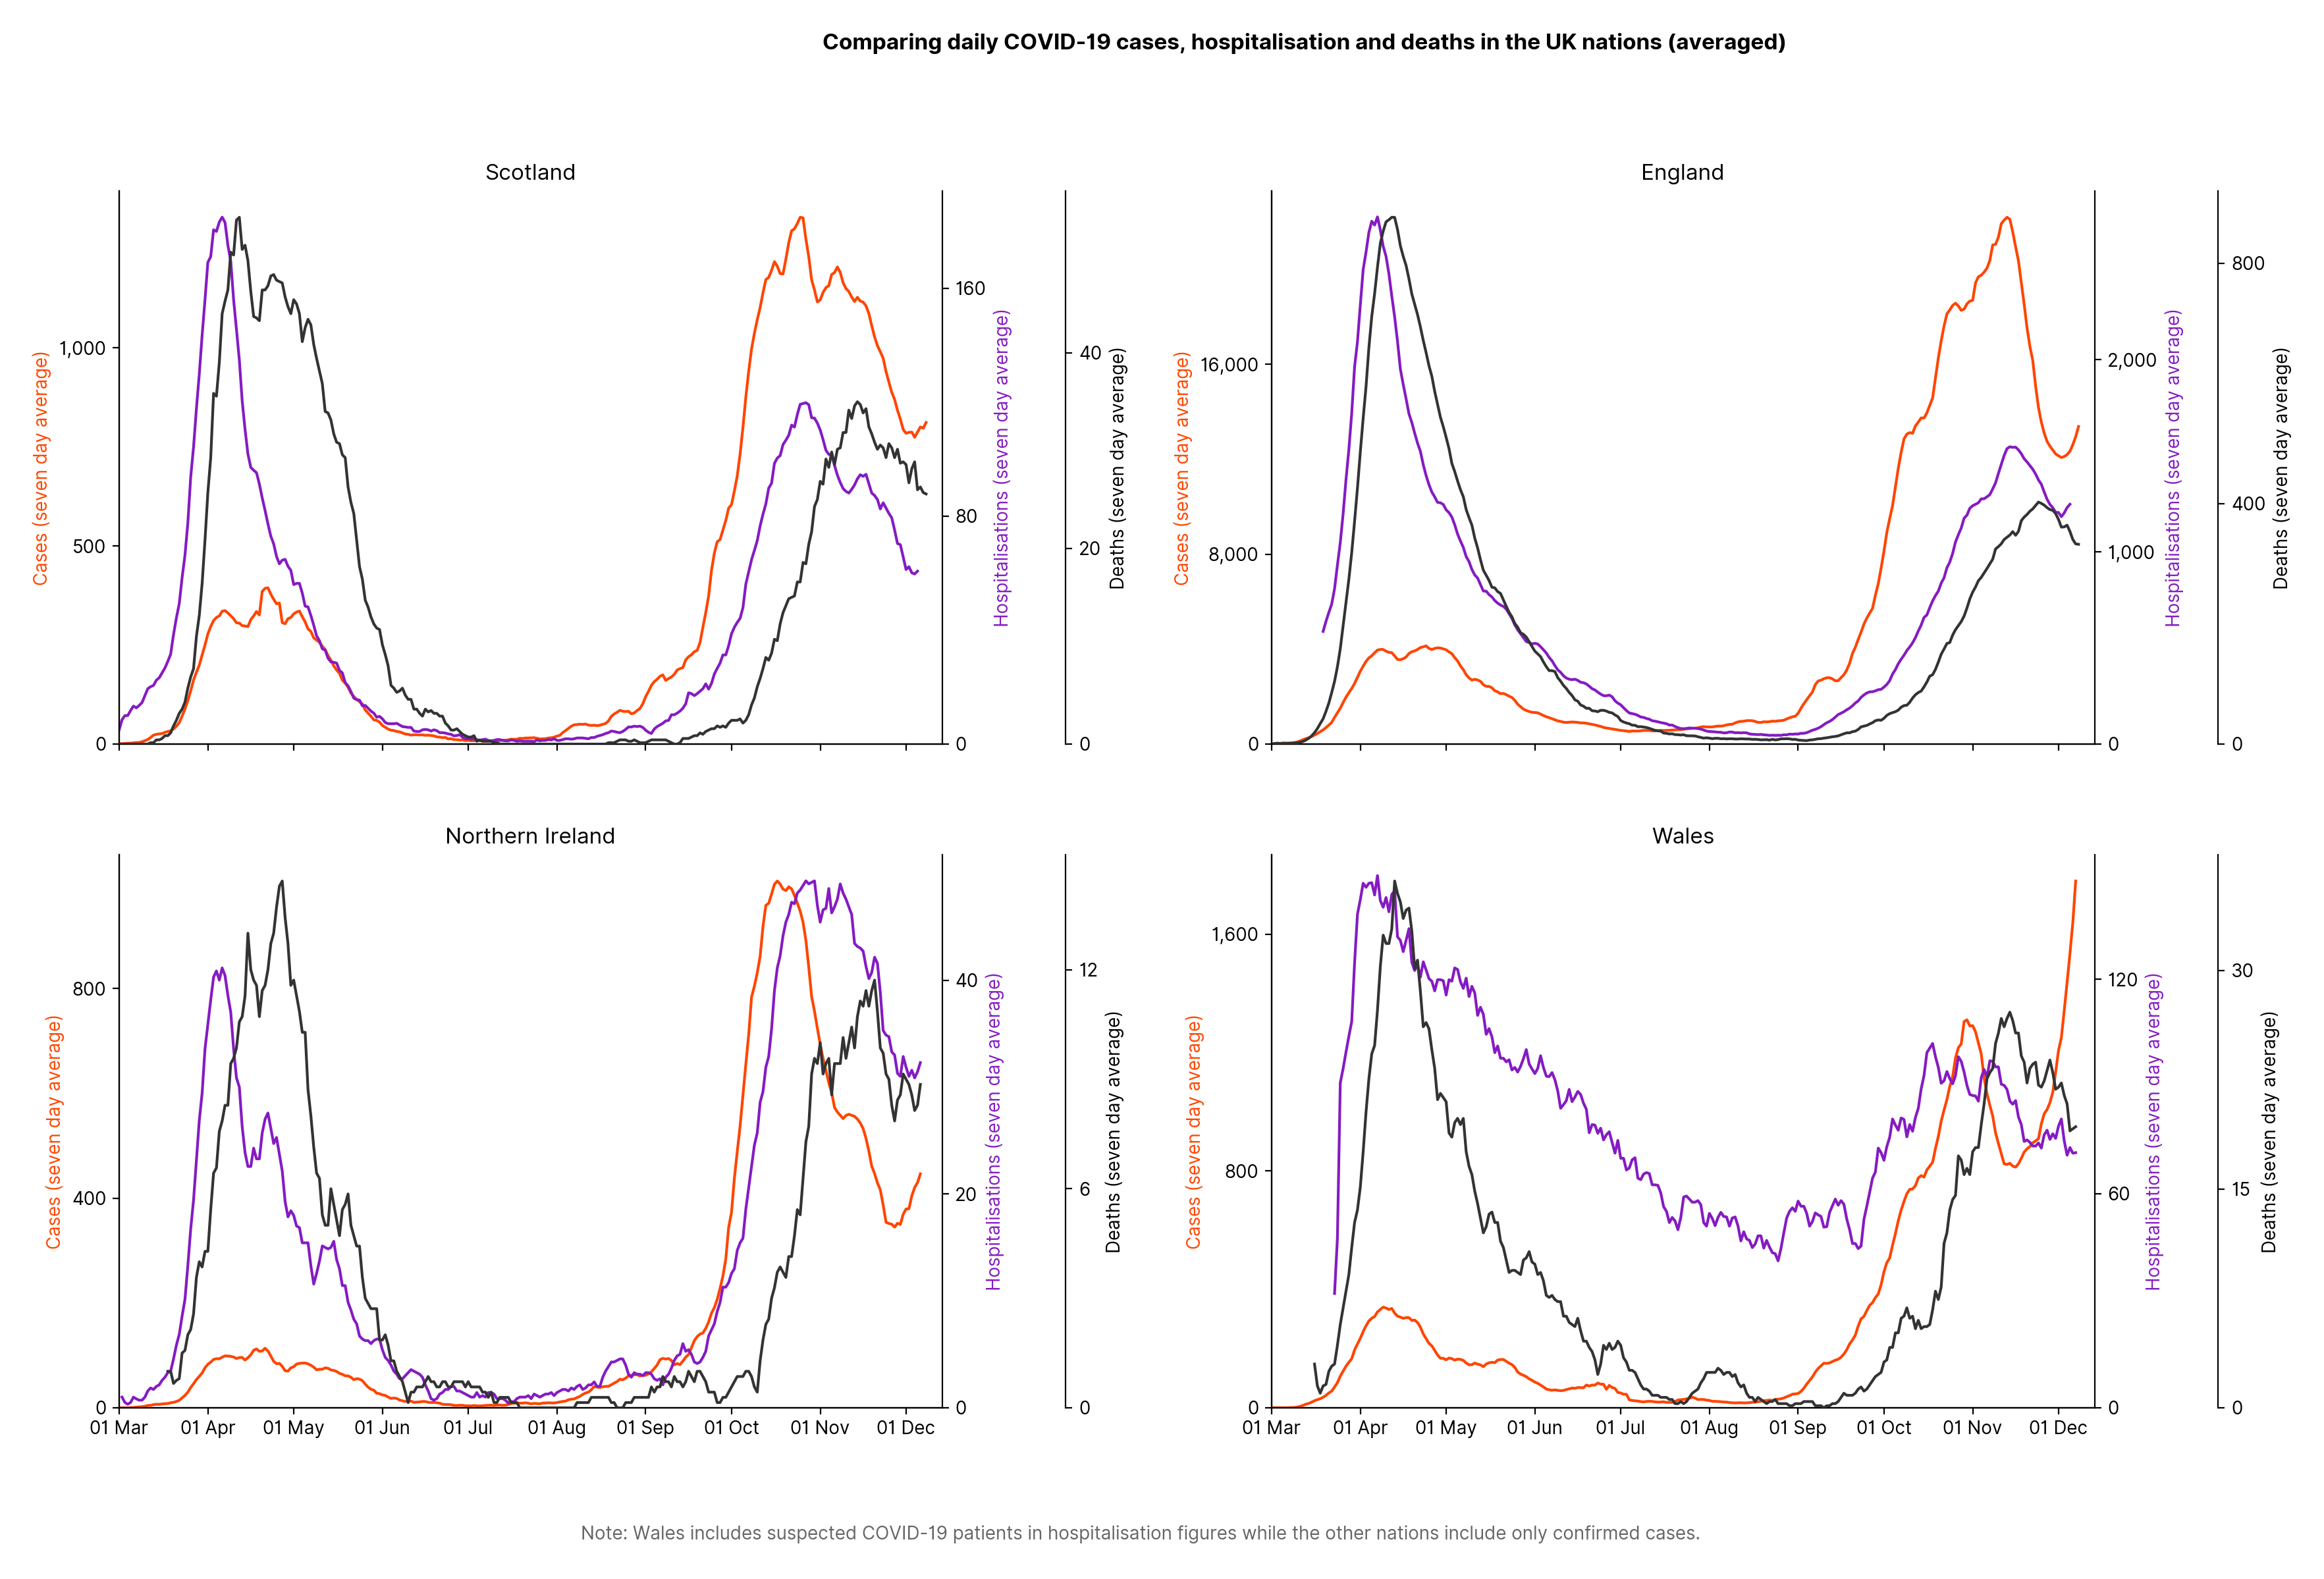 Comparing daily COVID-19 cases, hospitalisation and deaths in the UK nations (averaged)
Scotland
Cases (seven day average)
1,000
500
0
160
80
0
Hospitalisations (seven day average)
40
20
0
Deaths (seven day average)
England
Cases (seven day average)
16,000
8,000
0
2,000
1,000
0
Hospitalisations (seven day average)
800
400
0
Deaths (seven day average)
Northern Ireland
Cases (seven day average)
800
400
0
40
20
0
Hospitalisations (seven day average)
12
6
0
Deaths (seven day average)
01 Mar 01 Apr 01 May 01 Jun 01 Jul 01 Aug 01 Sep 01 Oct 01 Nov 01 Dec
Wales
Cases (seven day average)
1,600
800
0
120
60
0
Hospitalisations (seven day average)
30
15
0
Deaths (seven day average)
01 Mar 01 Apr 01 May 01 Jun 01 Jul 01 Aug 01 Sep 01 Oct 01 Nov 01 Dec
Note: Wales includes suspected COVID-19 patients in hospitalisation figures while the other nations include only confirmed cases.